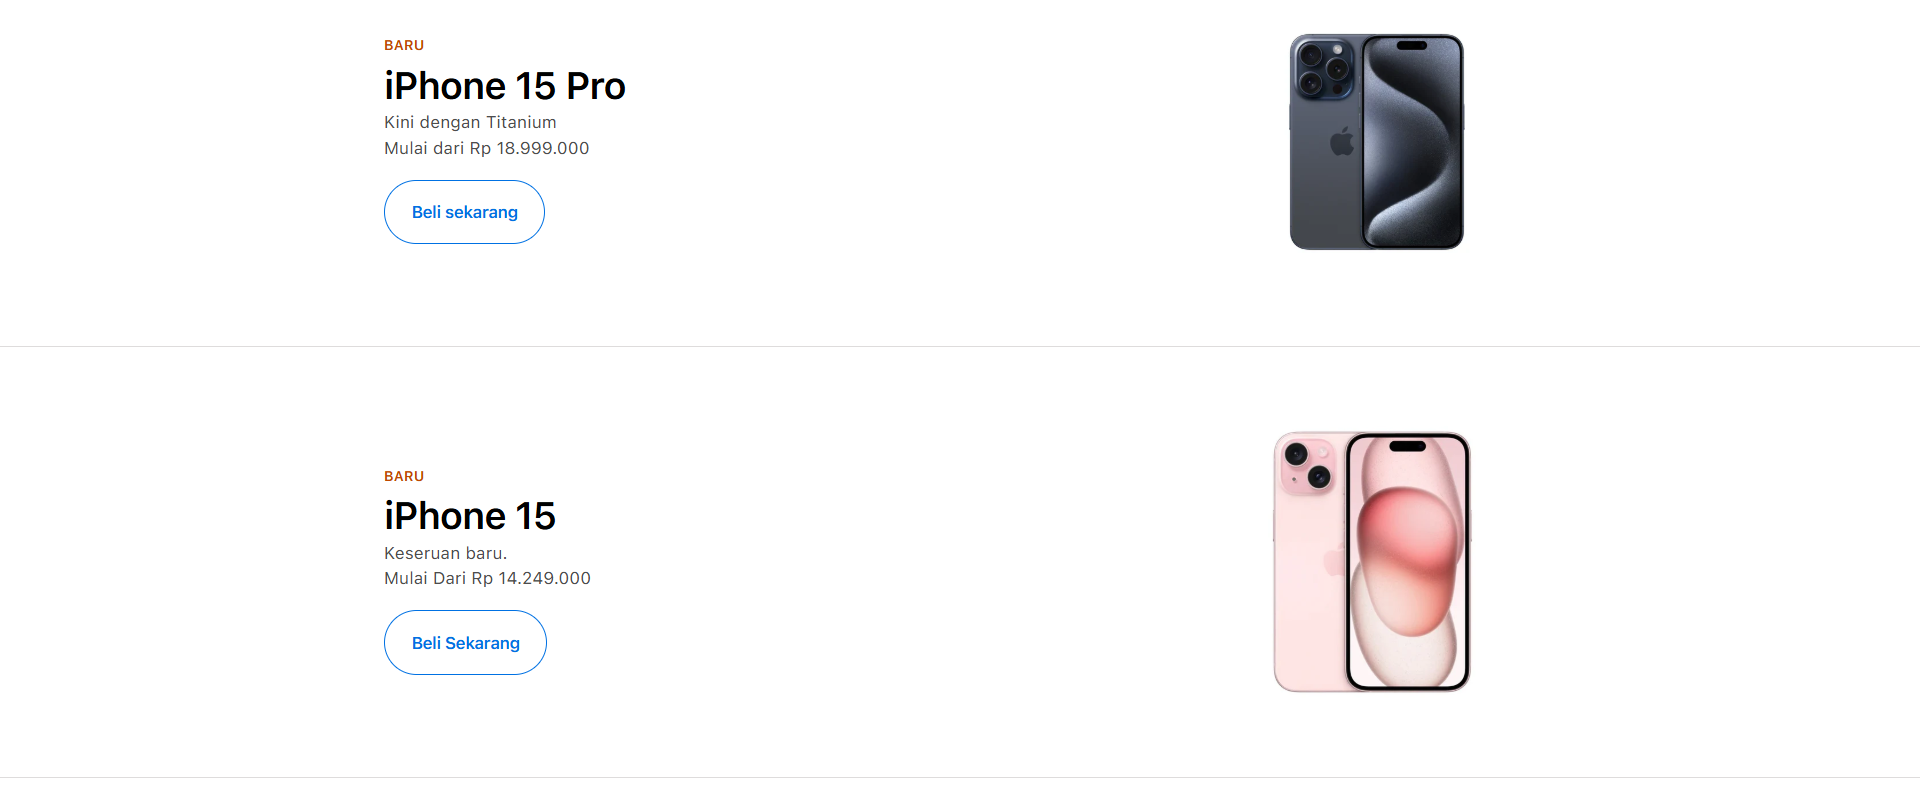 BARU
iPhone 15 Pro
Kini dengan Titanium
Mulai dari Rp 18.999.000
Beli sekarang
BARU
iPhone 15
Keseruan baru.
Mulai Dari Rp 14.249.000
Beli Sekarang